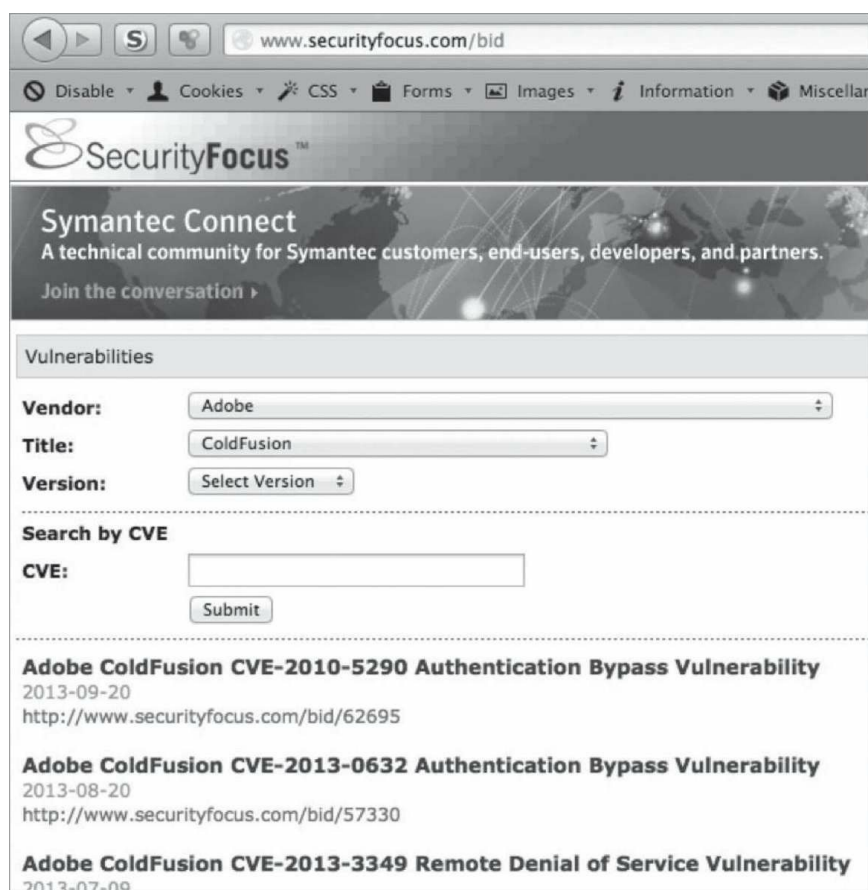 S www.securityfocus.com/bid
Disable Cookies CSS Forms Images i Information Miscellar
SecurityFocus™
Symantec Connect
A technical community for Symantec customers, end-users, developers, and partners.
Join the conversation
Vulnerabilities
Vendor: Adobe
Title: ColdFusion
Version: Select Version
Search by CVE
CVE:
Submit
Adobe ColdFusion CVE-2010-5290 Authentication Bypass Vulnerability
2013-09-20
http://www.securityfocus.com/bid/62695
Adobe ColdFusion CVE-2013-0632 Authentication Bypass Vulnerability
2013-08-20
http://www.securityfocus.com/bid/57330
Adobe ColdFusion CVE-2013-3349 Remote Denial of Service Vulnerability
2013-07-09